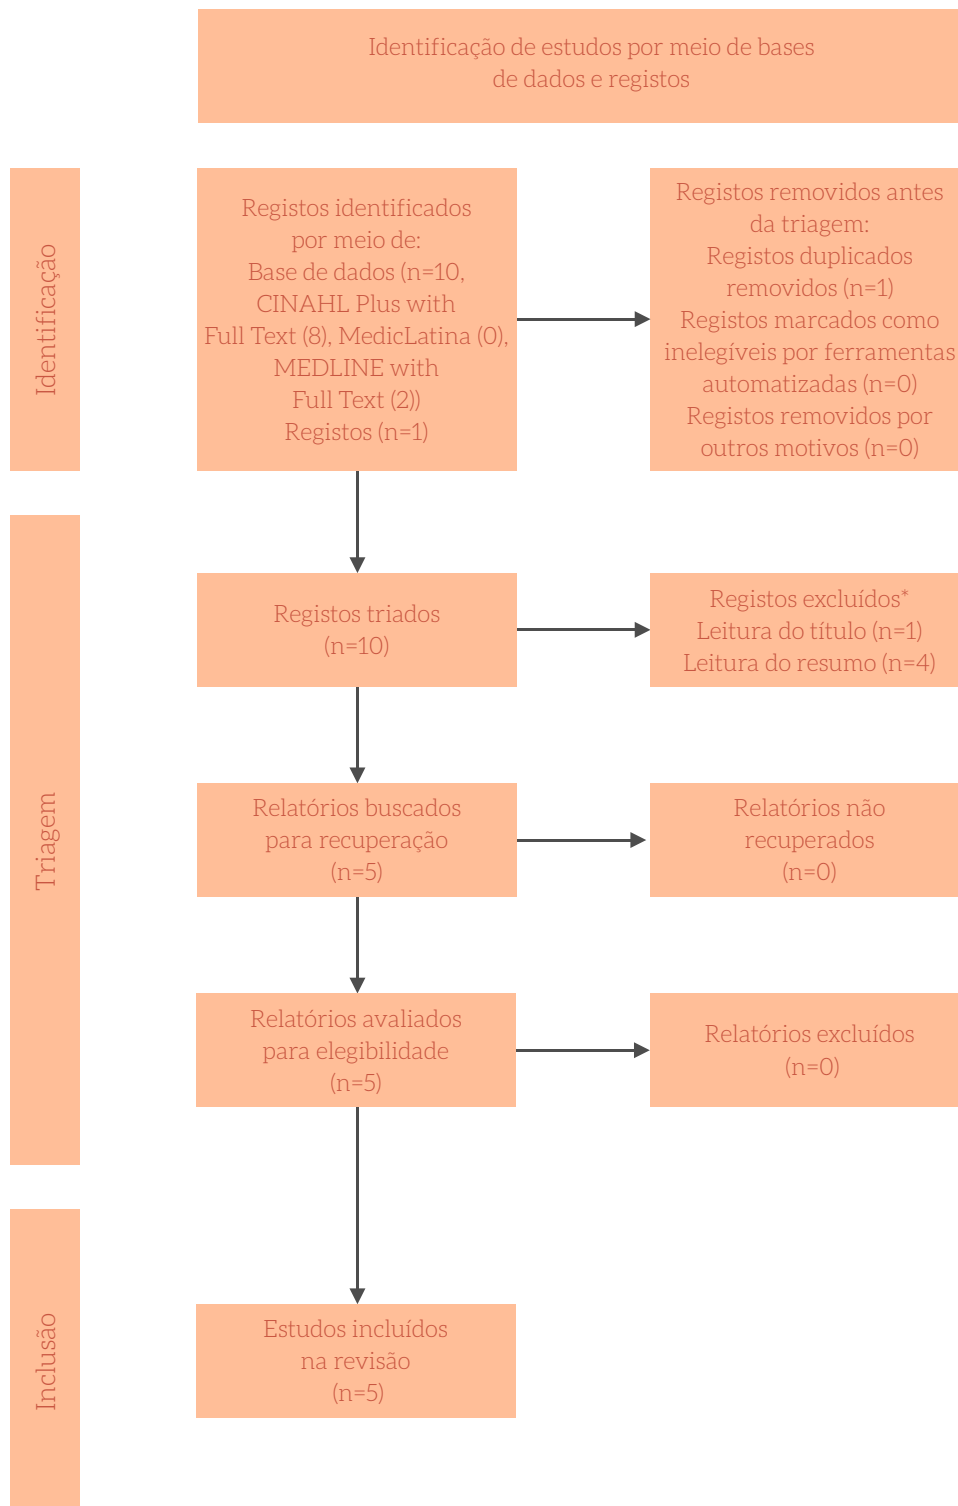 Identificação de estudos por meio de bases
de dados e registos
Identificação
Registos identificados
por meio de:
Base de dados (n=10,
CINAHL Plus with
Full Text (8), MedicLatina (0),
MEDLINE with
Full Text (2))
Registos (n=1)
Registos removidos antes
da triagem:
Registos duplicados
removidos (n=1)
Registos marcados como
inelegíveis por ferramentas
automatizadas (n=0)
Registos removidos por
outros motivos (n=0)
Triagem
Registos triados
(n=10)
Registos excluídos*
Leitura do título (n=1)
Leitura do resumo (n=4)
Relatórios buscados
para recuperação
(n=5)
Relatórios não
recuperados
(n=0)
Relatórios avaliados
para elegibilidade
(n=5)
Relatórios excluídos
(n=0)
Inclusão
Estudos incluídos
na revisão
(n=5)